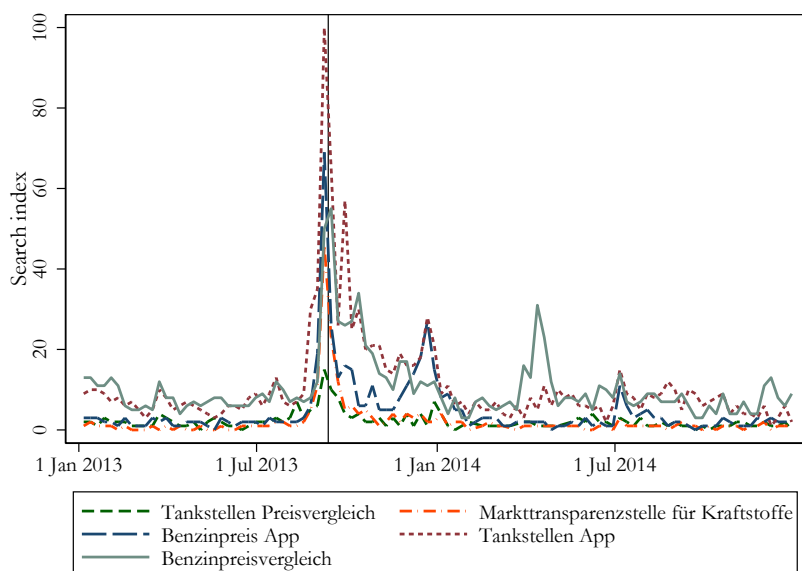 100
80
60
40
20
0
Search index
1 Jan 2013
1 Jul 2013
1 Jan 2014
1 Jul 2014
Tankstellen Preisvergleich
Markttransparenzstelle für Kraftstoffe
Benzinpreis App
Tankstellen App
Benzinpreisvergleich